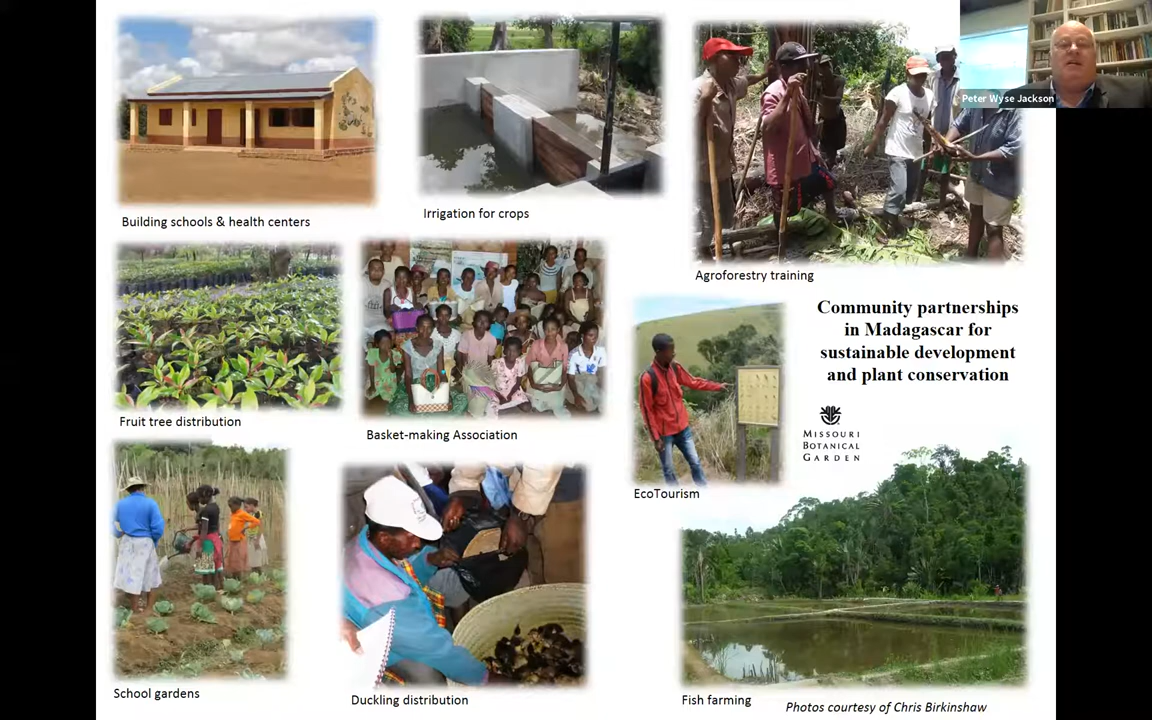 Peter Wyse Jackson
Building schools & health centers
Irrigation for crops
Agroforestry training
Community partnerships
in Madagascar for
sustainable development
and plant conservation
Fruit tree distribution
Basket-making Association
MISSOURI
BOTANICAL
GARDEN
EcoTourism
School gardens
Duckling distribution
Fish farming
Photos courtesy of Chris Birkinshaw